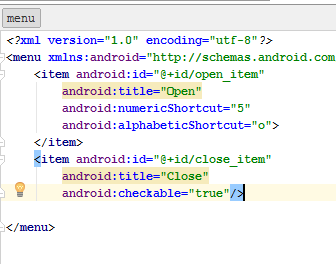 menu
<?xml version="1.0" encoding="utf-8"?>
<menu xmlns:android="http://schemas.android.com
<item android:id="@+id/open_item"
android:title="Open"
android:numericShortcut="5"
android:alphabeticShortcut="o">
</item>
<item android:id="@+id/close_item"
android:title="Close"
android:checkable="true"/>
</menu>